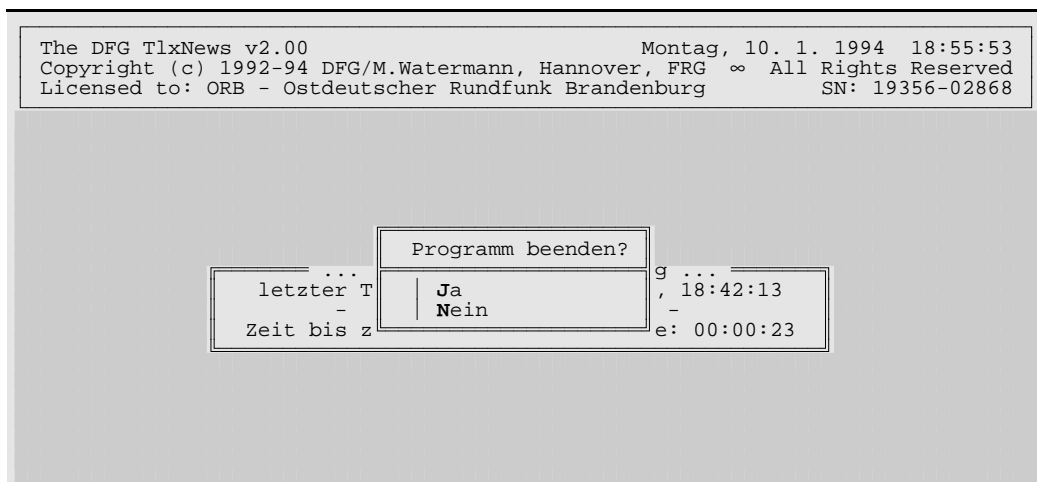 The DFG TlxNews v2.00 Montag, 10. 1. 1994 18:55:53
Copyright (c) 1992-94 DFG/M.Watermann, Hannover, FRG ∞ All Rights Reserved
Licensed to: ORB - Ostdeutscher Rundfunk Brandenburg SN: 19356-02868
Programm beenden?
... g ...
letzter T Ja , 18:42:13
- Nein -
Zeit bis z e: 00:00:23